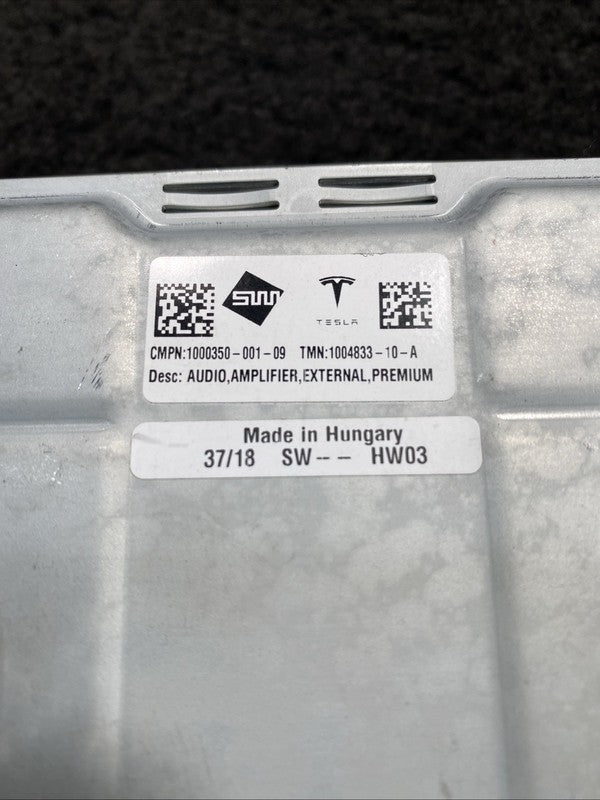 SW
TESLA
CMPN:1000350-001-09 TMN:1004833-10-A
Desc: AUDIO,AMPLIFIER,EXTERNAL,PREMIUM
Made in Hungary
37/18 SW-- – HW03